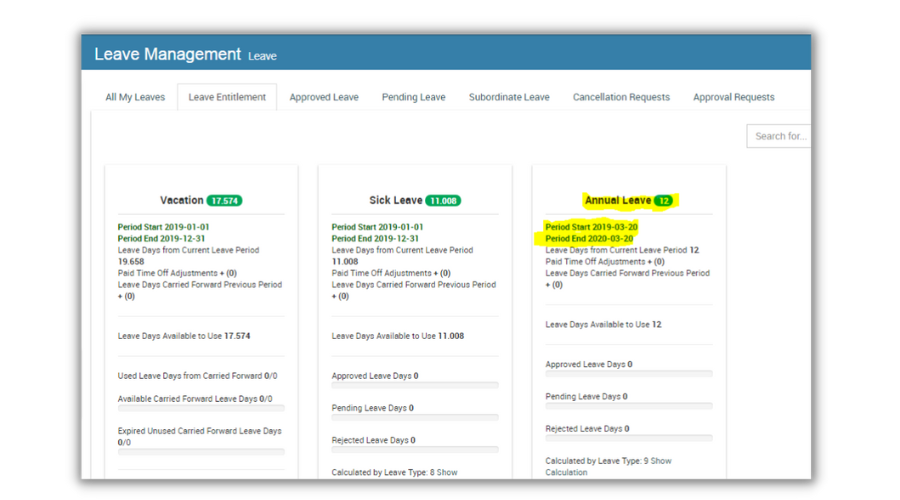 Leave Management Leave
All My Leaves Leave Entitlement Approved Leave Pending Leave Subordinate Leave Cancellation Requests Approval Requests
Search for...
Vacation 17.574
Period Start 2019-01-01
Period End 2019-12-31
Leave Days from Current Leave Period
19.658
Paid Time Off Adjustments + (0)
Leave Days Carried Forward Previous Period
+ (0)
Leave Days Available to Use 17.574
Used Leave Days from Carried Forward 0/0
Available Carried Forward Leave Days 0/0
Expired Unused Carried Forward Leave Days
0/0
Sick Leave 11.008
Period Start 2019-01-01
Period End 2019-12-31
Leave Days from Current Leave Period
11.008
Paid Time Off Adjustments + (0)
Leave Days Carried Forward Previous Period
+ (0)
Leave Days Available to Use 11.008
Approved Leave Days 0
Pending Leave Days 0
Rejected Leave Days 0
Calculated by Leave Type: 8 Show
Annual Leave 12
Period Start 2019-03-20
Period End 2020-03-20
Leave Days from Current Leave Period 12
Paid Time Off Adjustments + (0)
Leave Days Carried Forward Previous Period
+ (0)
Leave Days Available to Use 12
Approved Leave Days 0
Pending Leave Days 0
Rejected Leave Days 0
Calculated by Leave Type: 9 Show
Calculation